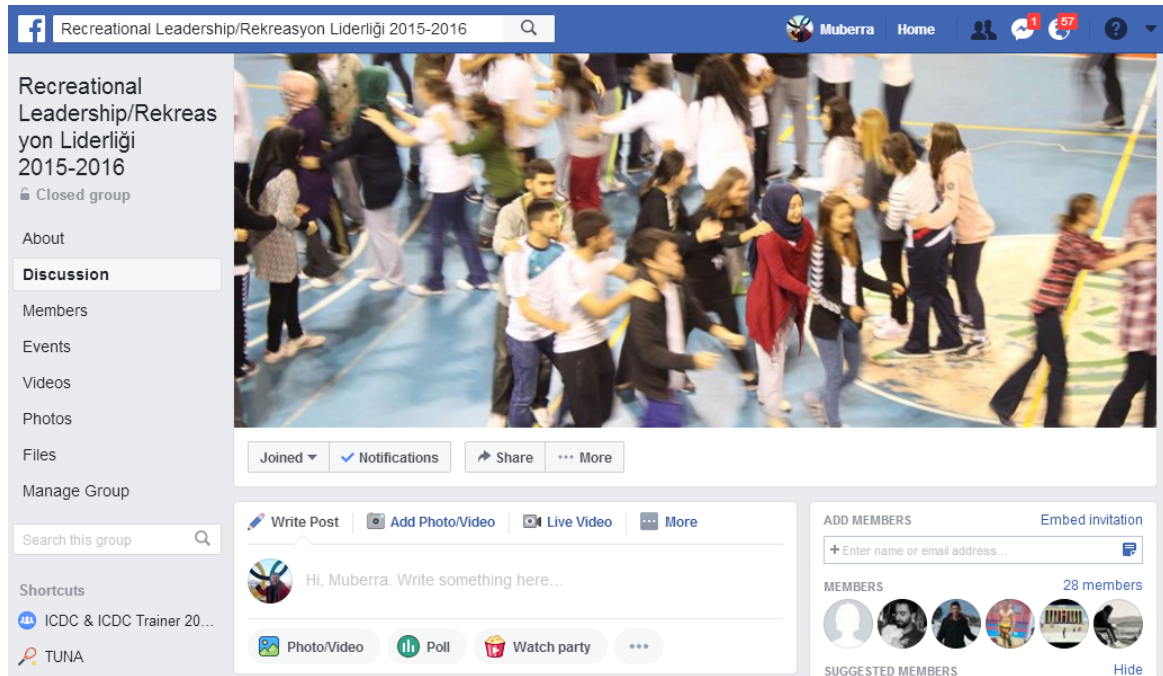 f
Recreational Leadership/Rekreasyon Liderliği 2015-2016
Muberra
Home
1
57
?
Recreational
Leadership/Rekreas
yon Liderliği
2015-2016
Closed group
About
Discussion
Members
Events
Videos
Photos
Files
Manage Group
Search this group
Shortcuts
ICDC & ICDC Trainer 20...
TUNA
Joined
Notifications
Share
••• More
Write Post
Add Photo/Video
Live Video
More
Hi, Muberra. Write something here...
Photo/Video
Poll
Watch party
•••
ADD MEMBERS
Embed invitation
+ Enter name or email address...
MEMBERS
28 members
SUGGESTED MEMBERS
Hide